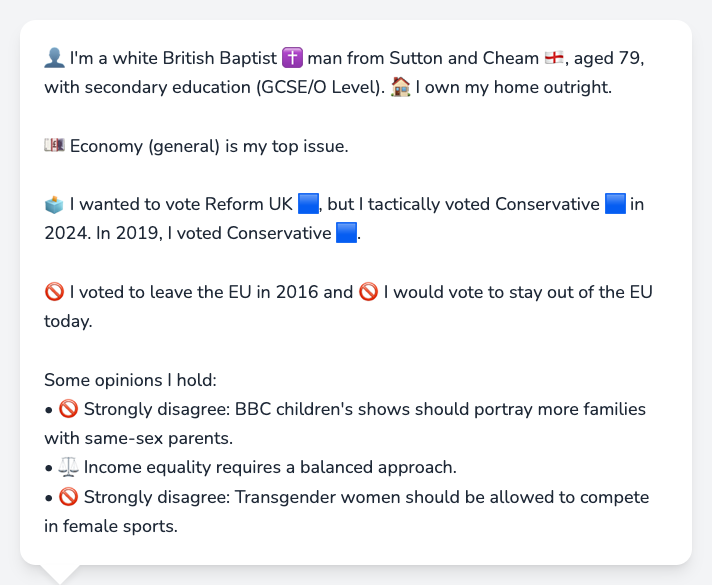 👤 I'm a white British Baptist ✝️ man from Sutton and Cheam 🏴󠁧󠁢󠁥󠁮󠁧󠁿, aged 79,
with secondary education (GCSE/O Level). 🏠 I own my home outright.
💷 Economy (general) is my top issue.
🗳️ I wanted to vote Reform UK 🟦, but I tactically voted Conservative 🟦 in
2024. In 2019, I voted Conservative 🟦.
🚫 I voted to leave the EU in 2016 and 🚫 I would vote to stay out of the EU
today.
Some opinions I hold:
• 🚫 Strongly disagree: BBC children's shows should portray more families
with same-sex parents.
• ⚖️ Income equality requires a balanced approach.
• 🚫 Strongly disagree: Transgender women should be allowed to compete
in female sports.